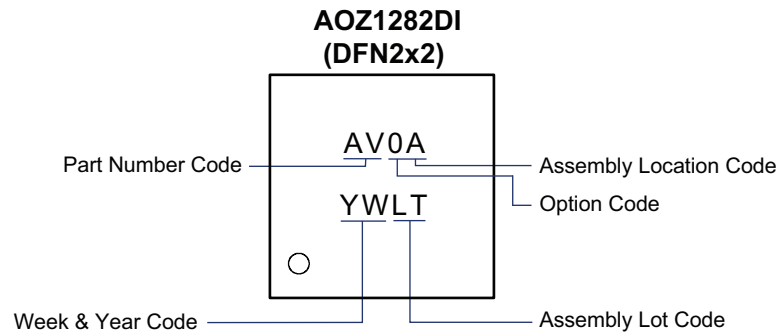 AOZ1282DI
(DFN2x2)
AV0A
Part Number Code
Assembly Location Code
Option Code
YWLT
Week & Year Code
Assembly Lot Code